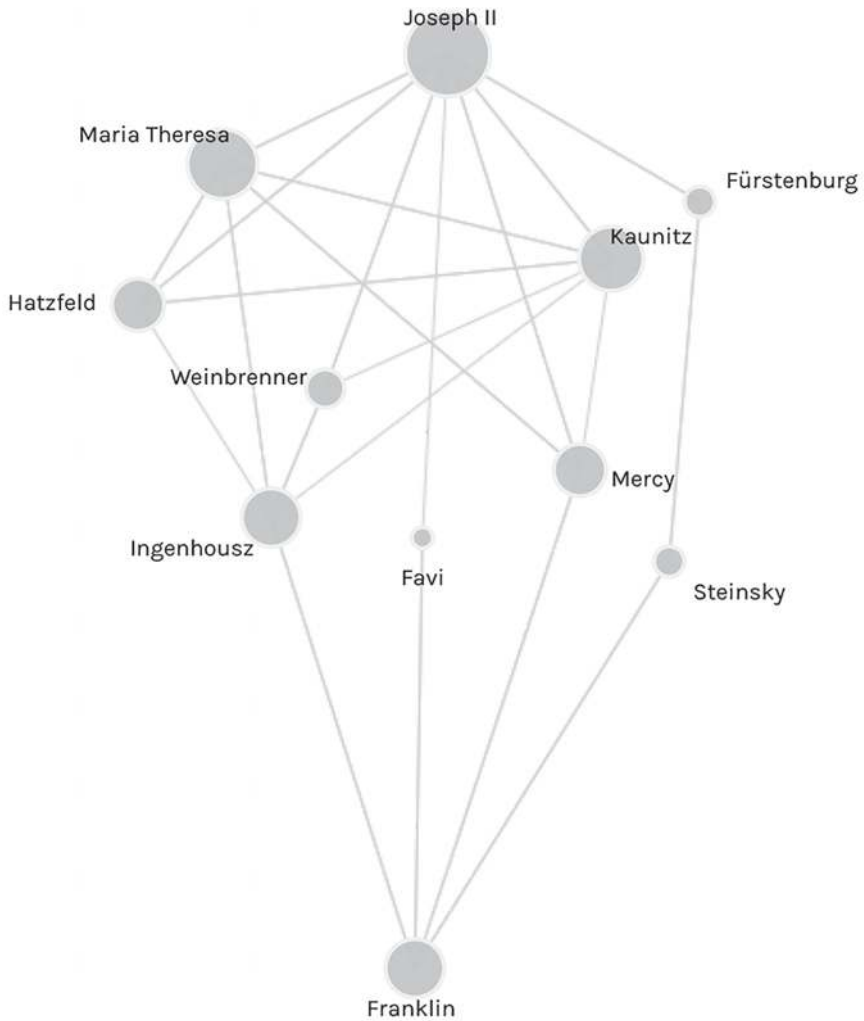 Joseph II
Maria Theresa
Fürstenburg
Kaunitz
Hatzfeld
Weinbrenner
Mercy
Ingenhousz
Favi
Steinsky
Franklin